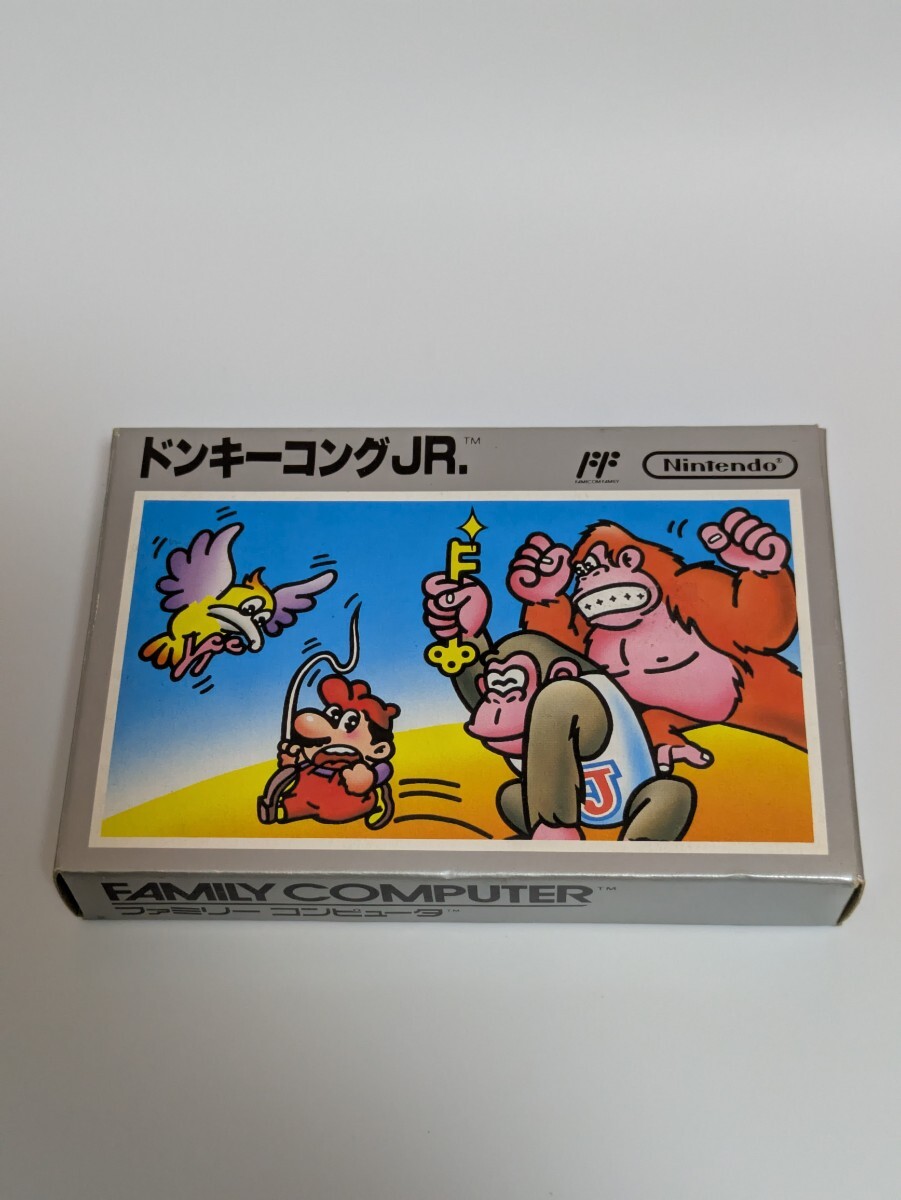 ドンキーコングJR.™
FF
Nintendo®
J
FAMILY COMPUTER™
ファミリー コンピュータ™